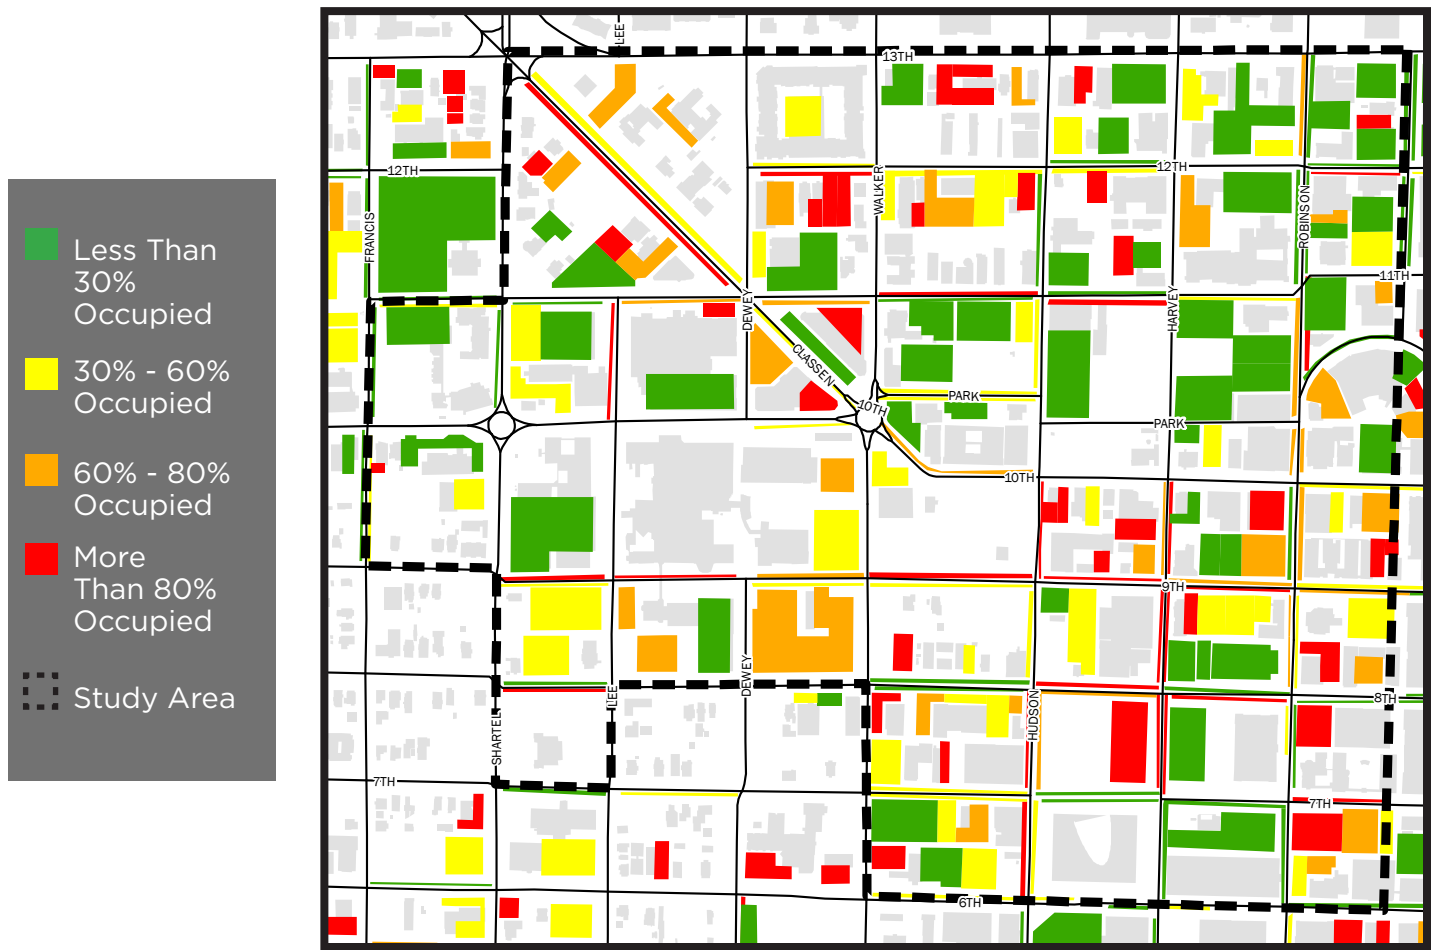 Less Than
30%
Occupied
30% - 60%
Occupied
60% - 80%
Occupied
More
Than 80%
Occupied
Study Area
LEE
13TH
12TH
12TH
WALKER
FRANCIS
ROBINSON
11TH
DEWEY
HARVEY
CLASSEN
PARK
10TH
PARK
10TH
9TH
DEWEY
LEE
8TH
HUDSON
SHARTEL
7TH
7TH
6TH